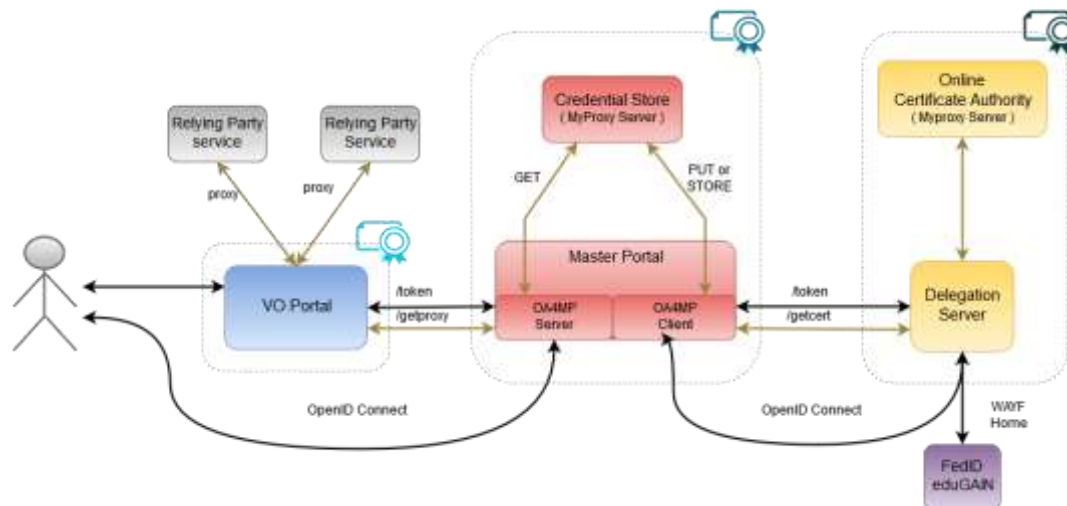 Relying Party
service
Relying Party
Service
Credential Store
( MyProxy Server )
Online
Certificate Authority
( Myproxy Server )
proxy
proxy
GET
PUT or
STORE
Master Portal
VO Portal
/token
/getproxy
OA4MP
Server
OA4MP
Client
/token
/getcert
Delegation
Server
OpenID Connect
OpenID Connect
WAYF
Home
FedID
eduGAIN